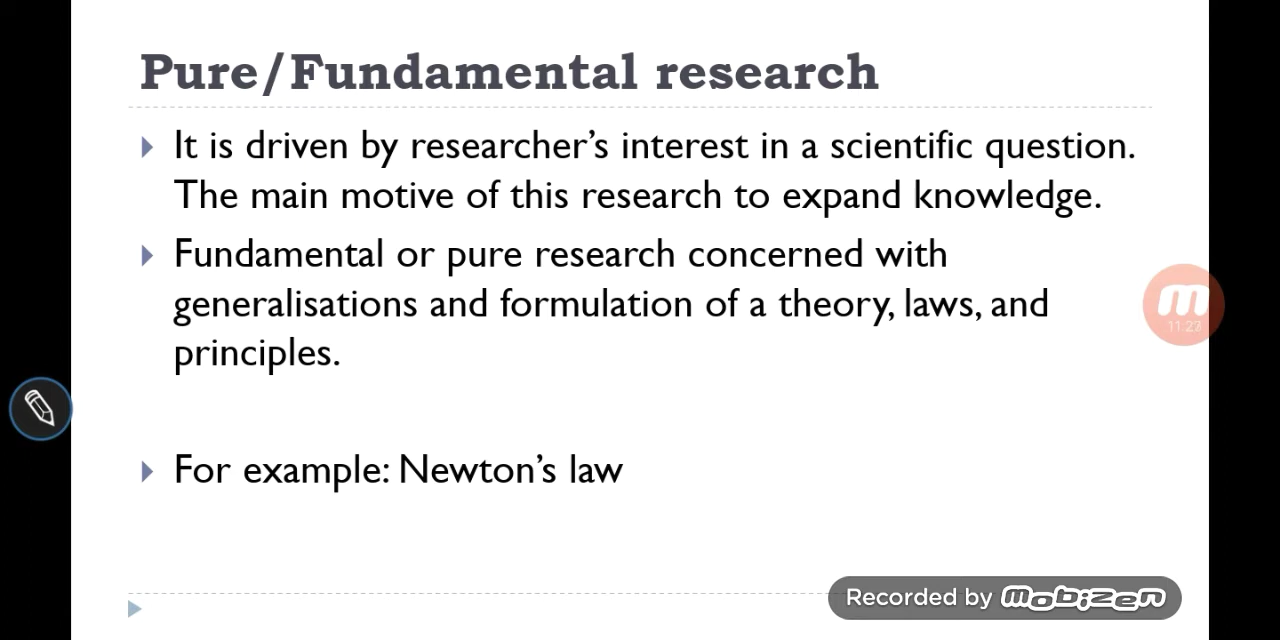 Pure/Fundamental research
It is driven by researcher's interest in a scientific question.
The main motive of this research to expand knowledge.
Fundamental or pure research concerned with
generalisations and formulation of a theory, laws, and
principles.
11:27
For example: Newton's law
Recorded by mobizen